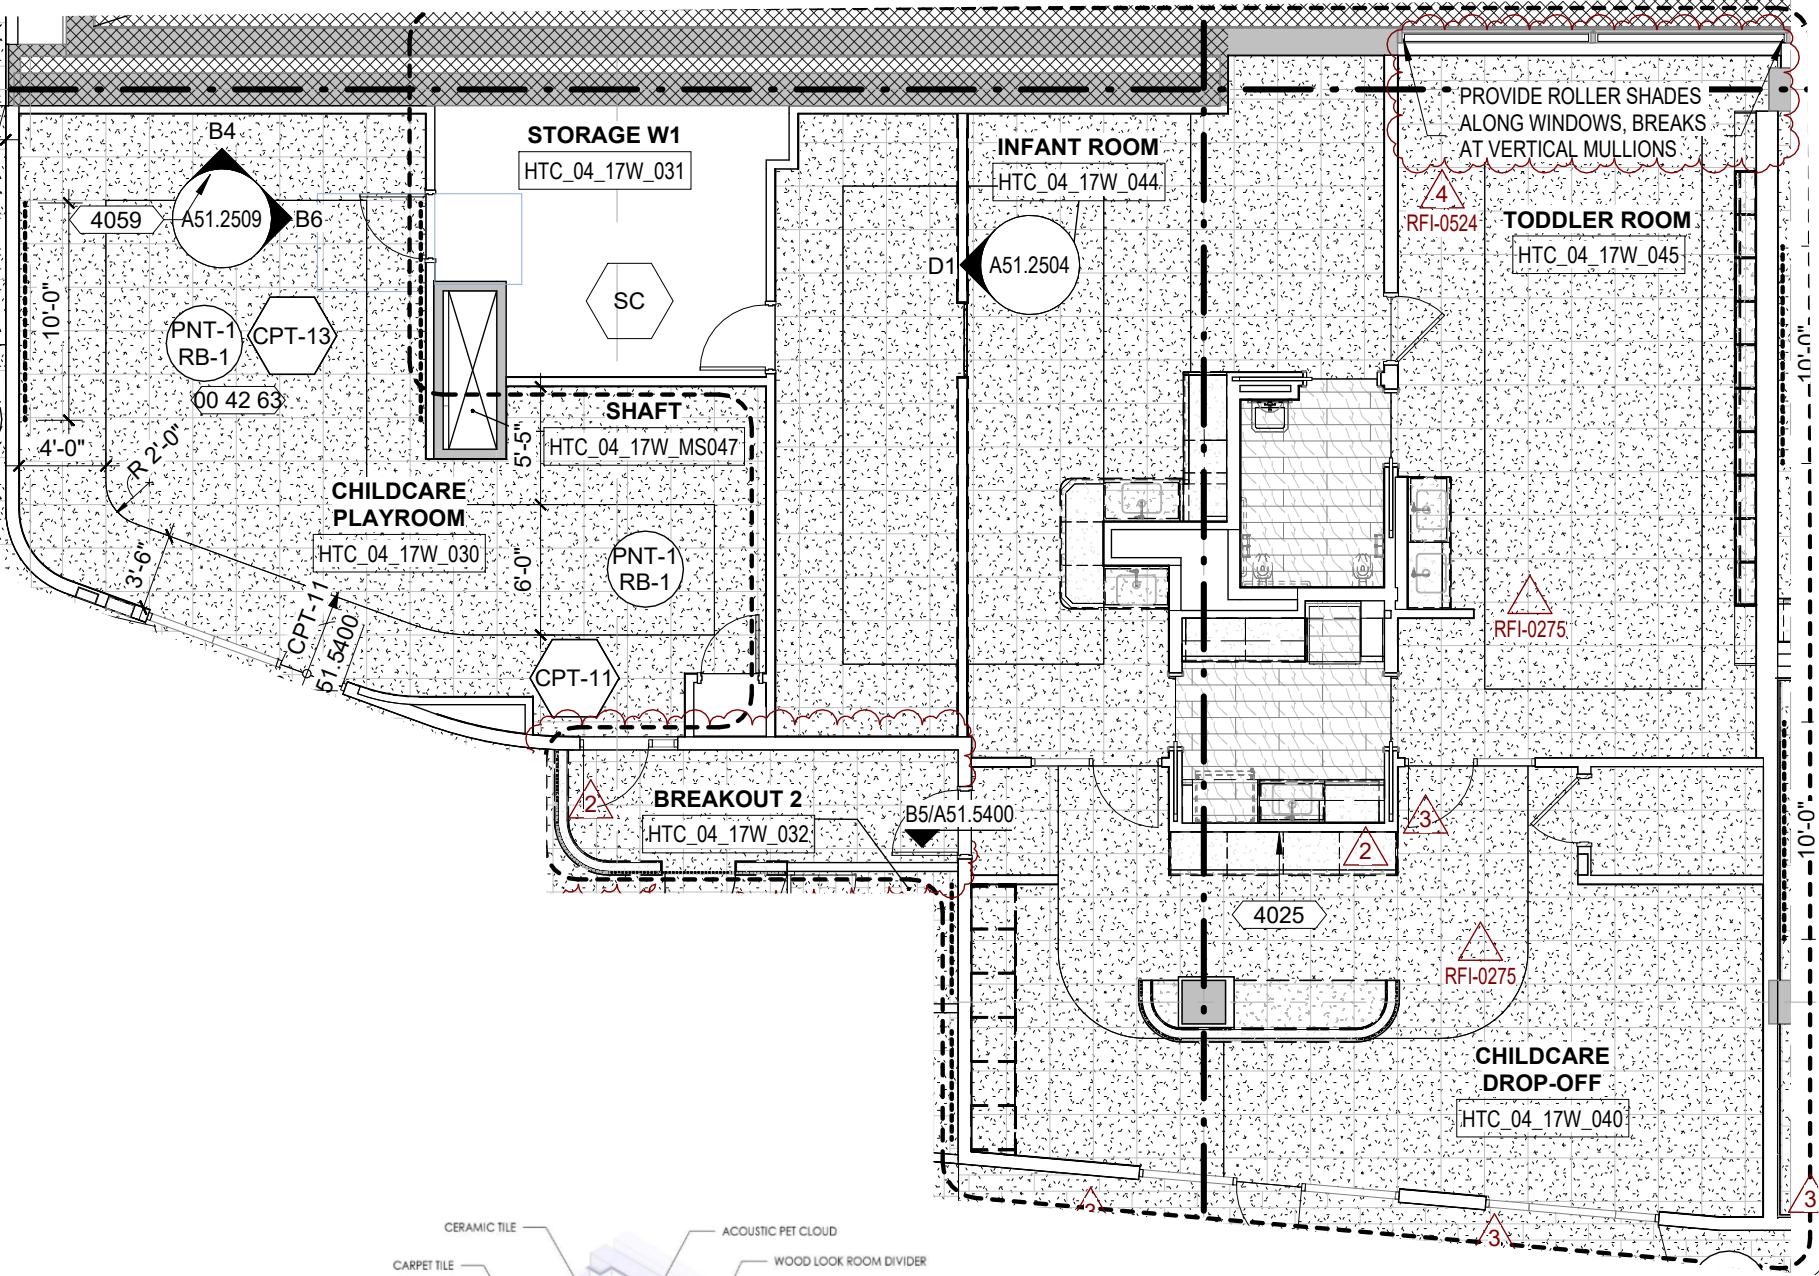 B4
4059
A51.2509
B6
10'-0"
PNT-1
RB-1
CPT-13
00 42 63
4'-0"
R 2'-0"
3'-6"
CHILDCARE
PLAYROOM
HTC_04_17W_030
CPT-11
51.5400
STORAGE W1
HTC_04_17W_031
SC
SHAFT
HTC_04_17W_MS047
5'-5"
6'-0"
PNT-1
RB-1
CPT-11
INFANT ROOM
HTC_04_17W_044
D1
A51.2504
PROVIDE ROLLER SHADES
ALONG WINDOWS, BREAKS
AT VERTICAL MULLIONS
4
RFI-0524
TODDLER ROOM
HTC_04_17W_045
10'-0"
RFI-0275
2
BREAKOUT 2
HTC_04_17W_032
B5/A51.5400
3
2
4025
10'-0"
RFI-0275
CHILDCARE
DROP-OFF
HTC_04_17W_040
3
3
3
CERAMIC TILE
ACOUSTIC PET CLOUD
CARPET TILE
WOOD LOOK ROOM DIVIDER